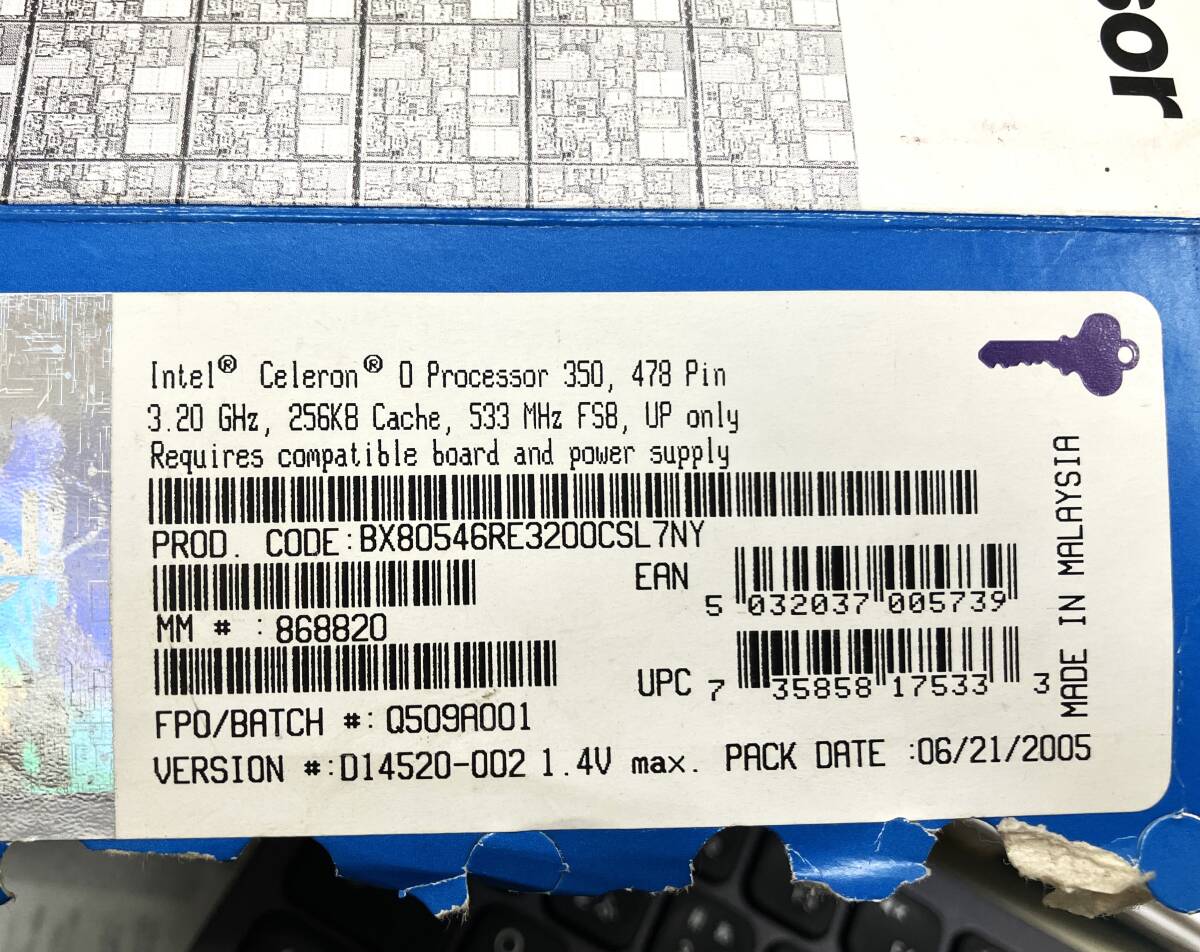 sor
Intel® Celeron® D Processor 350, 478 Pin
3.20 GHz, 256KB Cache, 533 MHz FSB, UP only
Requires compatible board and power supply
PROD. CODE:BX80546RE3200CSL7NY
EAN
5 032037 005739
MM # : 868820
UPC
7 35858 17533 3
FPO/BATCH #: Q509A001
VERSION #:D14520-002 1.4V max. PACK DATE :06/21/2005
MADE IN MALAYSIA